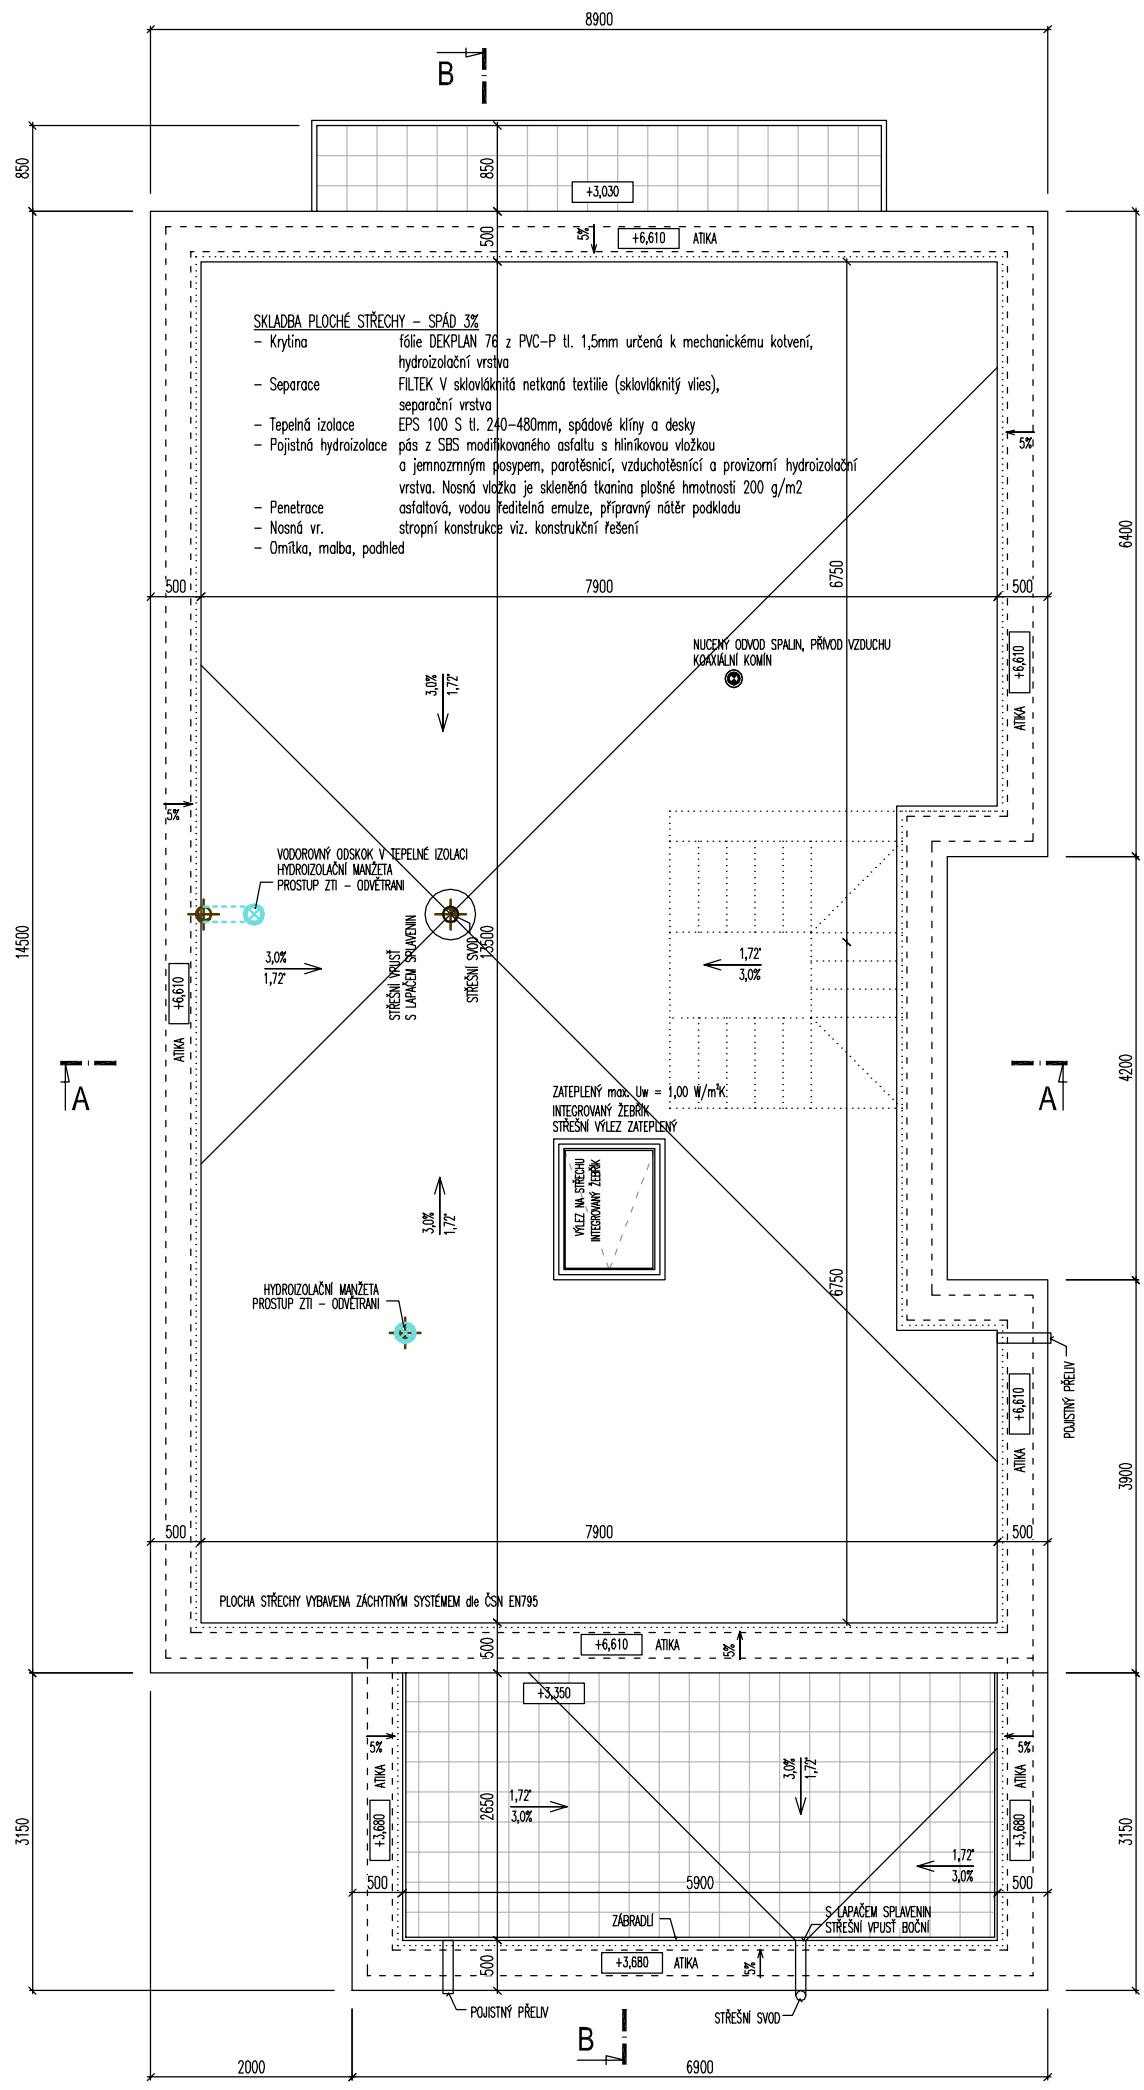 8900
B
850
850
+3,030
500
5%
+6,610 ATIKA
SKLADBA PLOCHÉ STŘECHY – SPÁD 3%
– Krytina fólie DEKPLAN 76 z PVC–P tl. 1,5mm určená k mechanickému kotvení,
hydroizolační vrstva
– Separace FILTEK V sklovláknitá netkaná textilie (sklovláknitý vlies),
separační vrstva
– Tepelná izolace EPS 100 S tl. 240–480mm, spádové klíny a desky
– Pojistná hydroizolace pás z SBS modifikovaného asfaltu s hliníkovou vložkou
a jemnozrnným posypem, parotěsnicí, vzduchotěsnící a provizorní hydroizolační
vrstva. Nosná vložka je skleněná tkanina plošné hmotnosti 200 g/m2
– Penetrace asfaltová, vodou ředitelná emulze, přípravný nátěr podkladu
– Nosná vr. stropní konstrukce viz. konstrukční řešení
– Omítka, malba, podhled
5%
6400
500
7900
6750
500
NUCENÝ ODVOD SPALIN, PŘÍVOD VZDUCHU
KOAXIÁLNÍ KOMÍN
+6,610
ATIKA
3,0%
1,72°
5%
VODOROVNÝ ODSKOK V TEPELNÉ IZOLACI
HYDROIZOLAČNÍ MANŽETA
PROSTUP ZTI – ODVĚTRANI
14500
3,0%
1,72°
+6,610
ATIKA
STŘEŠNÍ VPUSŤ
S LAPAČEM SPLAVENIN
STŘEŠNÍ SVOD
13500
1,72°
3,0%
A
A
4200
ZATEPLENÝ max. Uw = 1,00 W/m²K
INTEGROVANÝ ŽEBŘÍK
STŘEŠNÍ VÝLEZ ZATEPLENÝ
VÝLEZ NA STŘECHU
INTEGROVANÝ ŽEBŘÍK
3,0%
1,72°
HYDROIZOLAČNÍ MANŽETA
PROSTUP ZTI – ODVĚTRANI
6750
POJISTNÝ PŘELIV
+6,610
ATIKA
3900
500
7900
500
PLOCHA STŘECHY VYBAVENA ZÁCHYTNÝM SYSTÉMEM dle ČSN EN795
500
+6,610 ATIKA
5%
+3,350
5%
ATIKA
+3,680
3150
2650
1,72°
3,0%
3,0%
1,72°
5%
ATIKA
+3,680
3150
1,72°
3,0%
500
5900
500
ZÁBRADLÍ
S LAPAČEM SPLAVENIN
STŘEŠNÍ VPUSŤ BOČNÍ
500
+3,680 ATIKA
5%
POJISTNÝ PŘELIV
STŘEŠNÍ SVOD
B
2000
6900